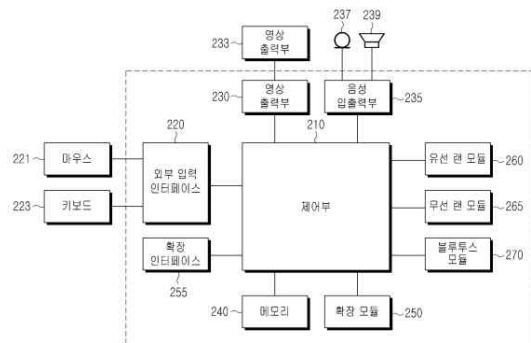 237
239
233
영상
출력부
230
영상
출력부
음성
입출력부
235
220
210
221
마우스
외부 입력
인터페이스
제어부
유선 랜 모듈
260
223
키보드
무선 랜 모듈
265
확장
인터페이스
255
블루투스
모듈
270
240
메모리
확장 모듈
250